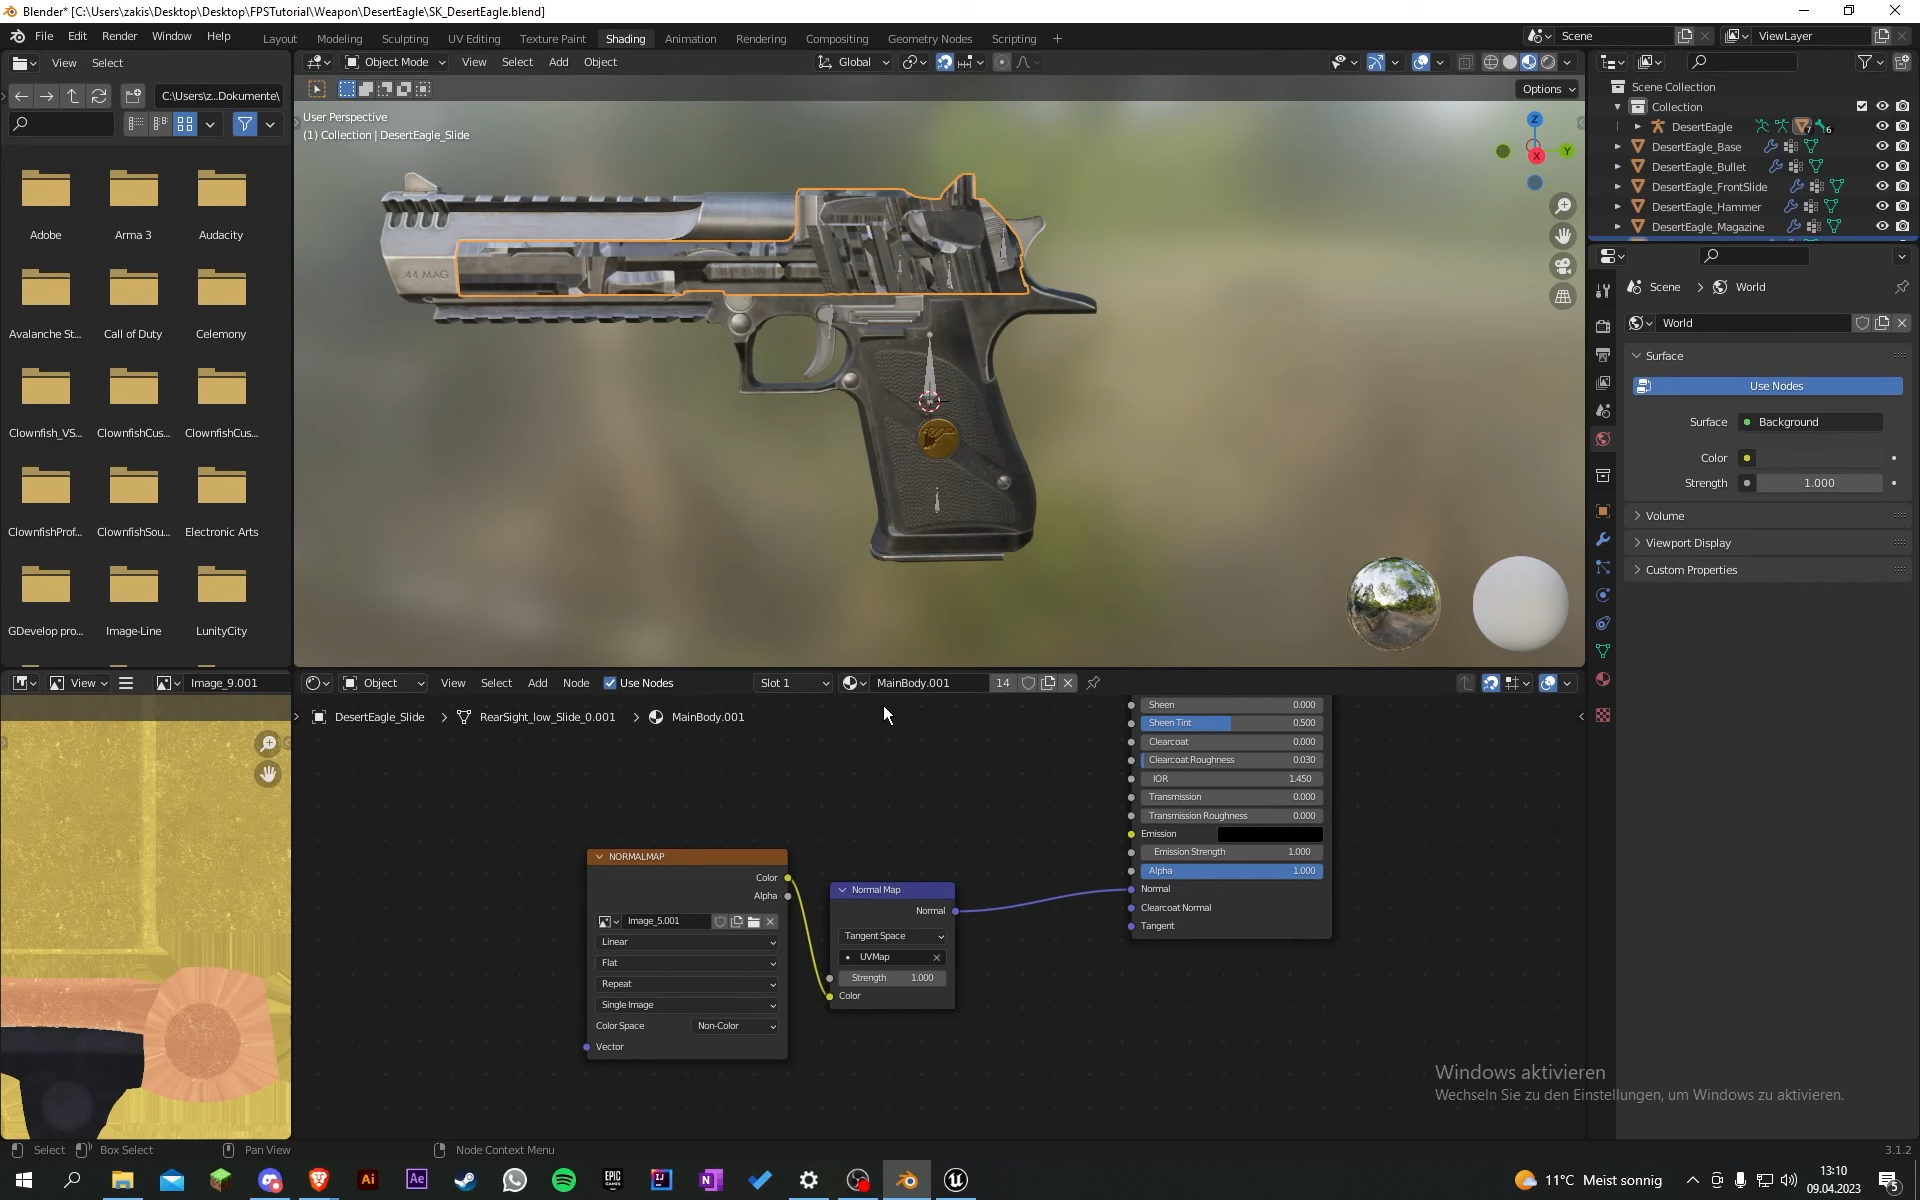 Blender* [C:\Users\zakis\Desktop\Desktop\FPSTutorial\Weapon\DesertEagle\SK_DesertEagle.blend]
File Edit Render Window Help
Layout Modeling Sculpting UV Editing Texture Paint Shading Animation Rendering Compositing Geometry Nodes Scripting +
Scene
ViewLayer
View Select
C:\Users\z...Dokumente\
Adobe Arma 3 Audacity
Avalanche St... Call of Duty Celemony
Clownfish_VS... ClownfishCus... ClownfishCus...
ClownfishProf... ClownfishSou... Electronic Arts
GDevelop pro... Image-Line LunityCity
Object Mode View Select Add Object
Global
Options
User Perspective
(1) Collection | DesertEagle_Slide
.44 MAG
Z
Y
X
Scene Collection
Collection
DesertEagle 7 6
DesertEagle_Base
DesertEagle_Bullet
DesertEagle_FrontSlide
DesertEagle_Hammer
DesertEagle_Magazine
Scene > World
World
Surface
Use Nodes
Surface Background
Color
Strength 1.000
Volume
Viewport Display
Custom Properties
View Image_9.001
Object View Select Add Node Use Nodes Slot 1 MainBody.001 14
DesertEagle_Slide > RearSight_low_Slide_0.001 > MainBody.001
Sheen 0.000
Sheen Tint 0.500
Clearcoat 0.000
Clearcoat Roughness 0.030
IOR 1.450
Transmission 0.000
Transmission Roughness 0.000
Emission
Emission Strength 1.000
Alpha 1.000
Normal
Clearcoat Normal
Tangent
NORMALMAP
Color
Alpha
Image_5.001
Linear
Flat
Repeat
Single Image
Color Space Non-Color
Vector
Normal Map
Normal
Tangent Space
UVMap
Strength 1.000
Color
Windows aktivieren
Wechseln Sie zu den Einstellungen, um Windows zu aktivieren.
Select Box Select Pan View Node Context Menu 3.1.2
Ai
Ae
EPIC GAMES
IJ
N
11°C Meist sonnig
13:10
09.04.2023
5